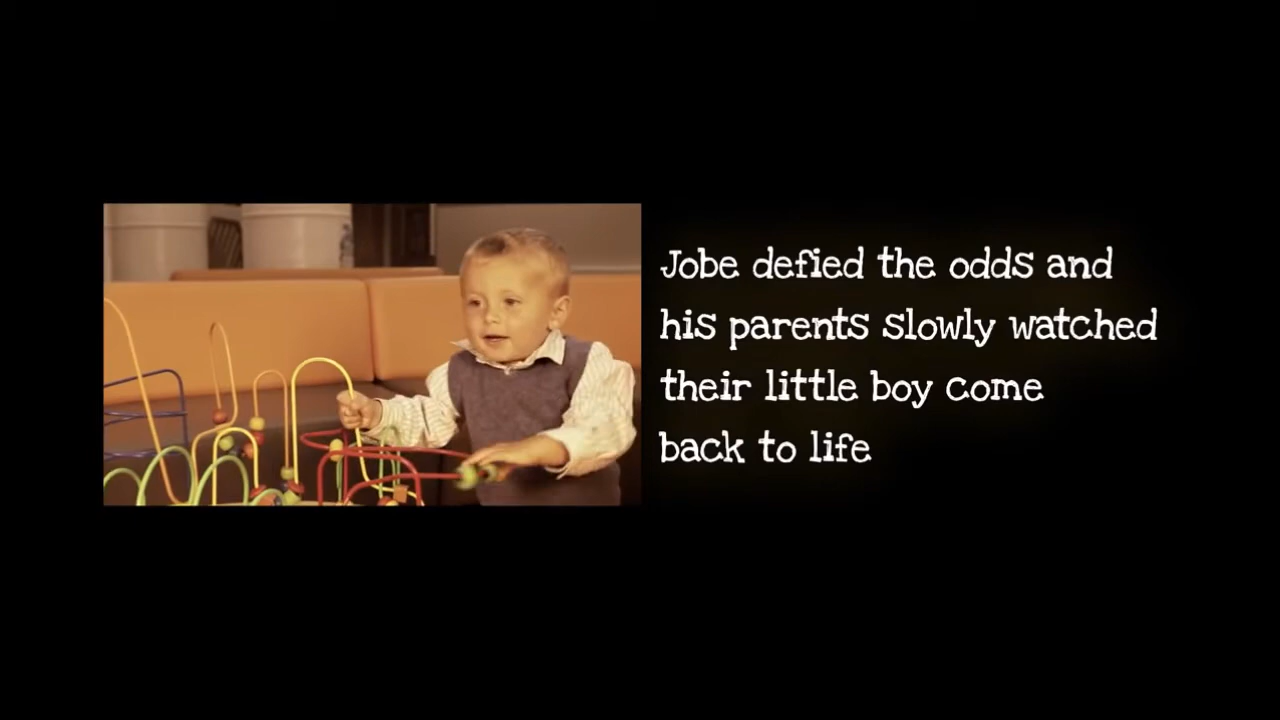 Jobe defied the odds and
his parents slowly watched
their little boy come
back to life